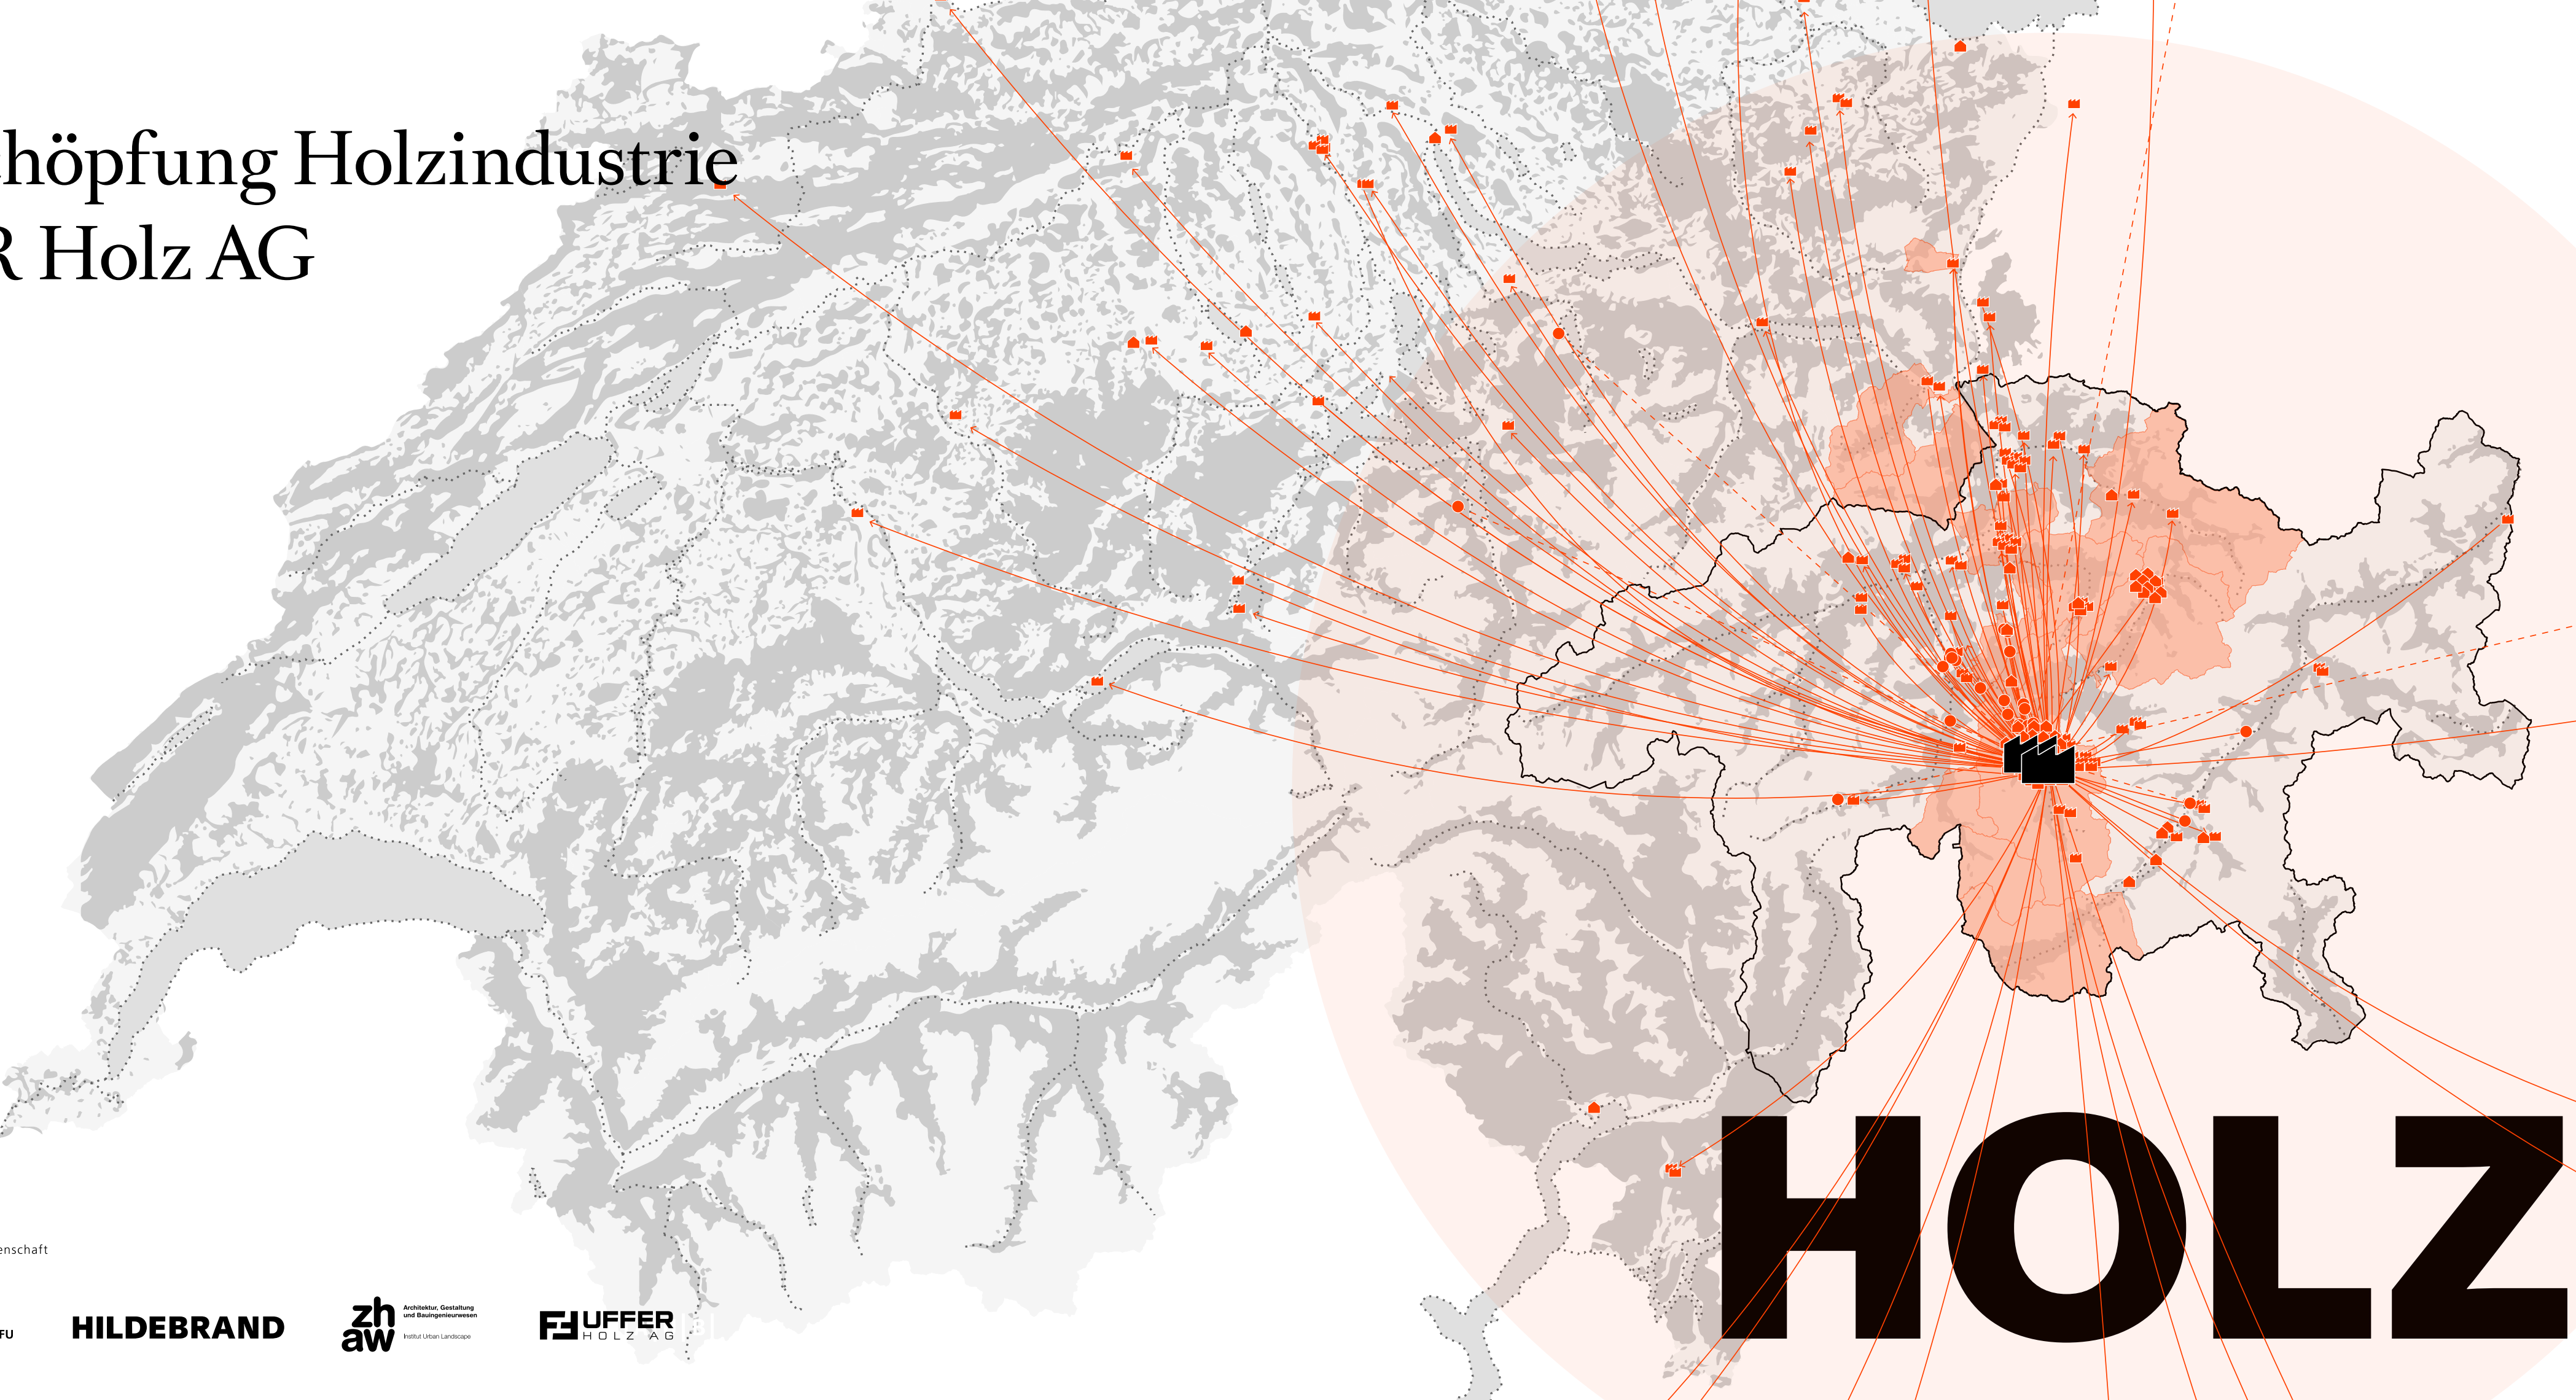 höpfung Holzindustrie
R Holz AG
HOLZ
enschaft
FU
HILDEBRAND
zh
aw
Architektur, Gestaltung
und Bauingenieurwesen
Institut Urban Landscape
UFFER
HOLZ AG